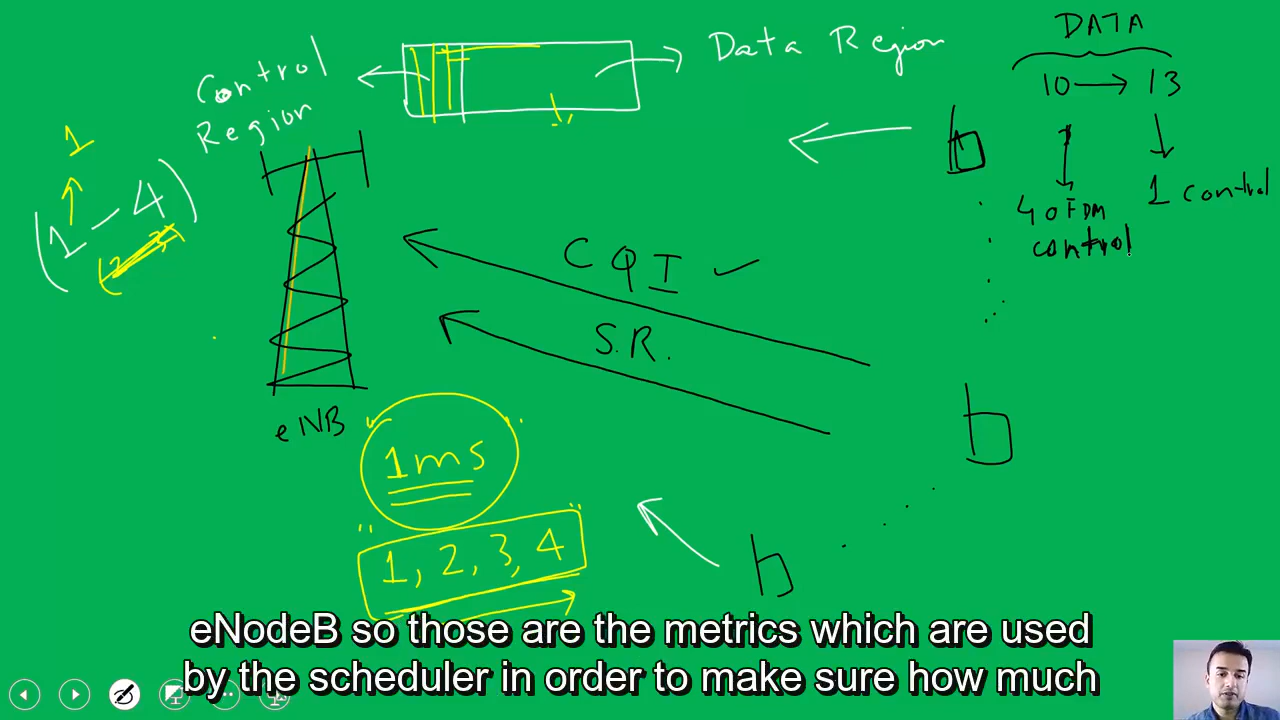 DATA
10 → 13
Control
Region
Data Region
1
(1 – 4)
4 OFDM
control
1 control
CQI ✓
S.R.
eNB
1ms
" 1, 2, 3, 4 "
eNodeB so those are the metrics which are used
by the scheduler in order to make sure how much